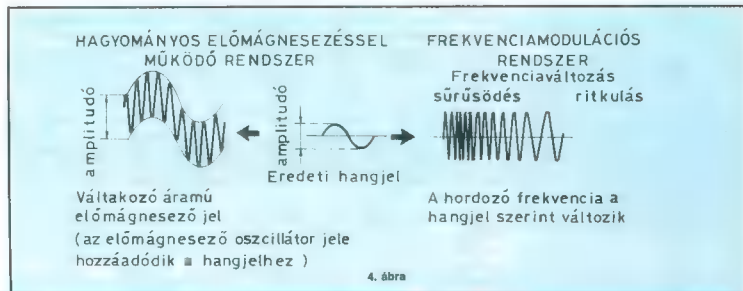 HAGYOMÁNYOS ELŐMÁGNESEZÉSSEL
MŰKÖDŐ RENDSZER
amplitudó
Váltakozó áramú
előmágnesező jel
(az előmágnesező oszcillátor jele
hozzáadódik a hangjelhez)
amplitudó
Eredeti hangjel
FREKVENCIAMODULÁCIÓS
RENDSZER
Frekvenciaváltozás
sűrűsödés ritkulás
A hordozó frekvencia a
hangjel szerint változik
4. ábra